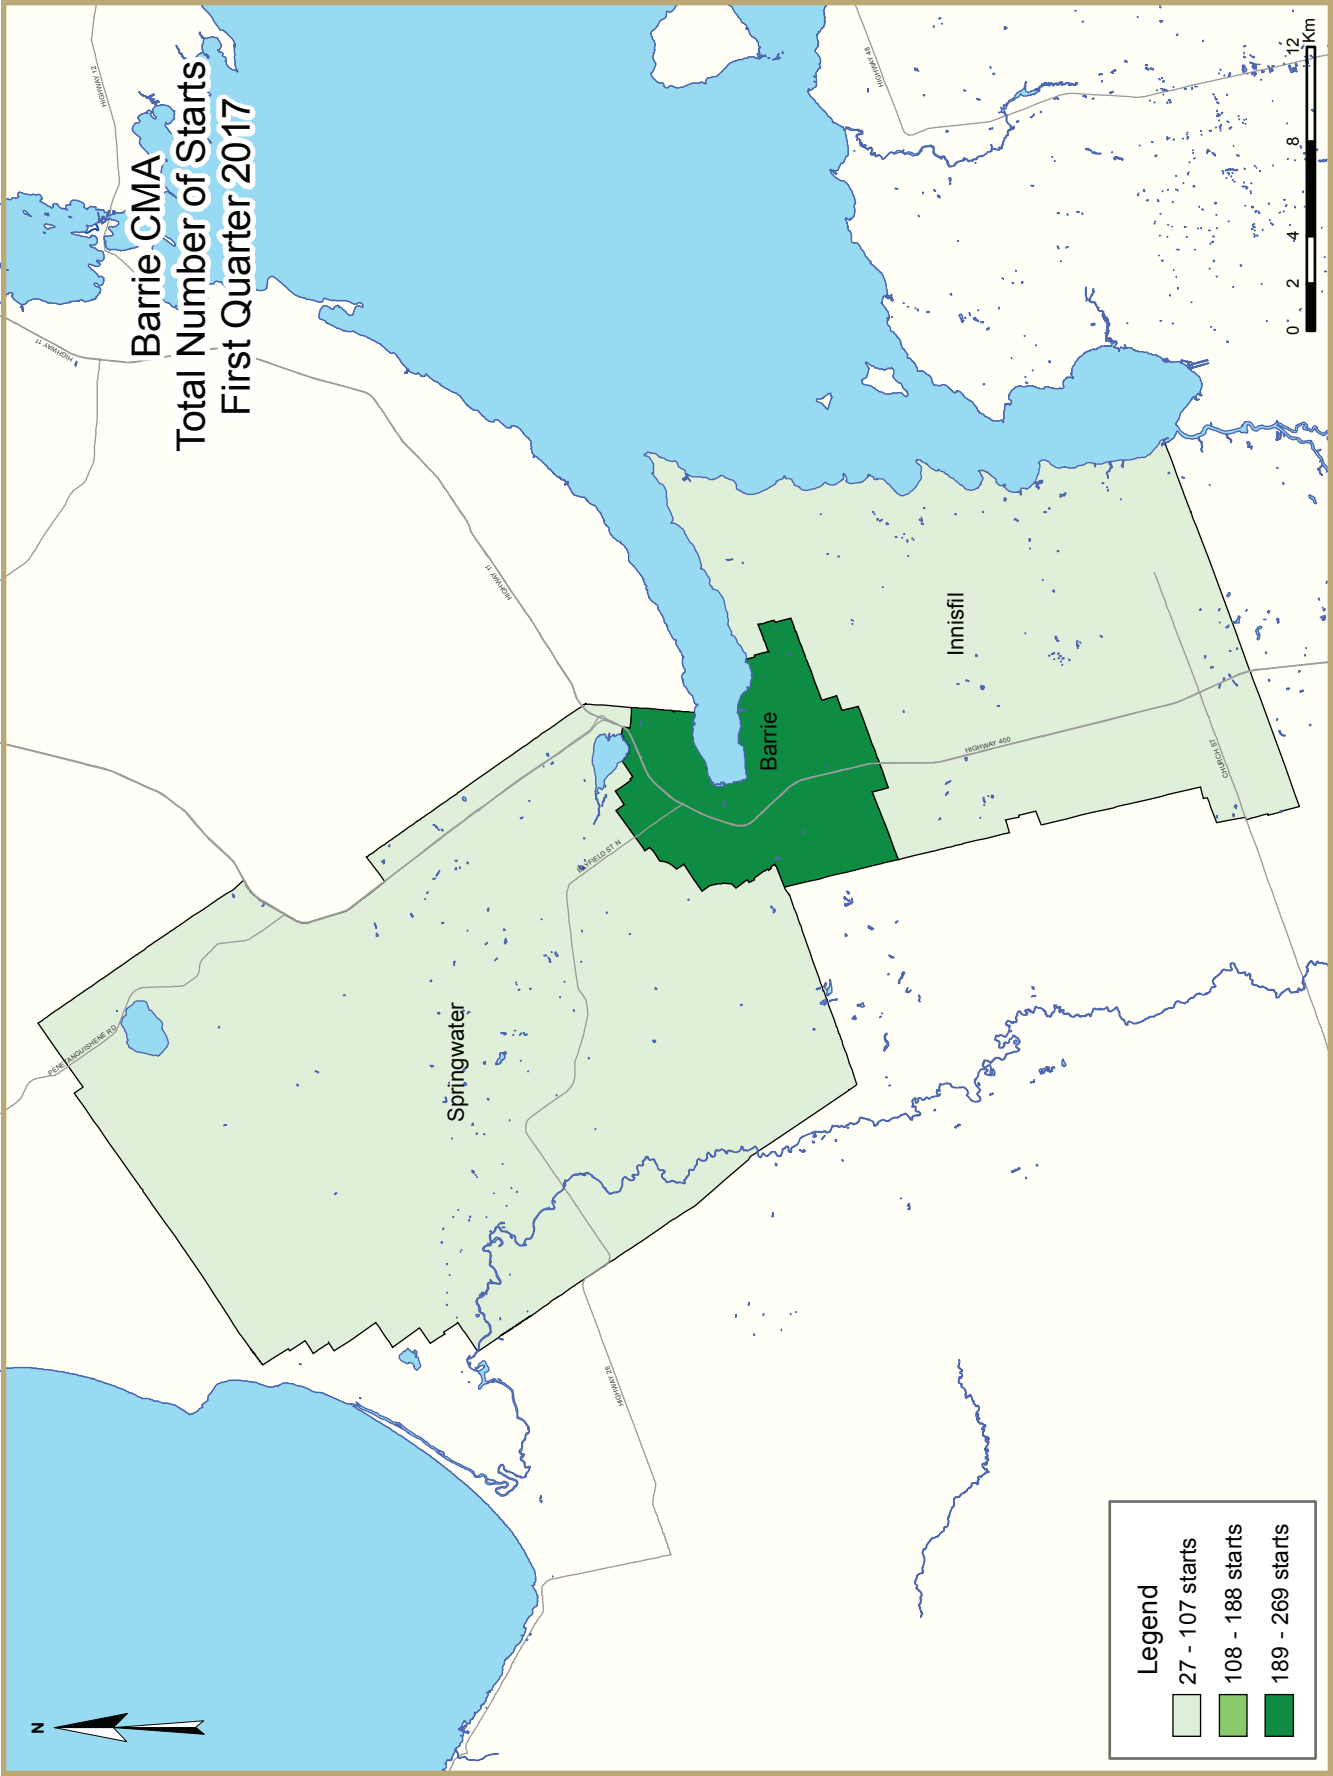 Barrie CMA
Total Number of Starts
First Quarter 2017
N
HIGHWAY 12
HIGHWAY 11
HIGHWAY 48
HIGHWAY 11
PENETANGUISHENE RD
Springwater
BAYFIELD ST N
Barrie
Innisfil
HIGHWAY 400
CHURCH ST
HIGHWAY 26
Legend
27 - 107 starts
108 - 188 starts
189 - 269 starts
0 2 4 8 12
Km